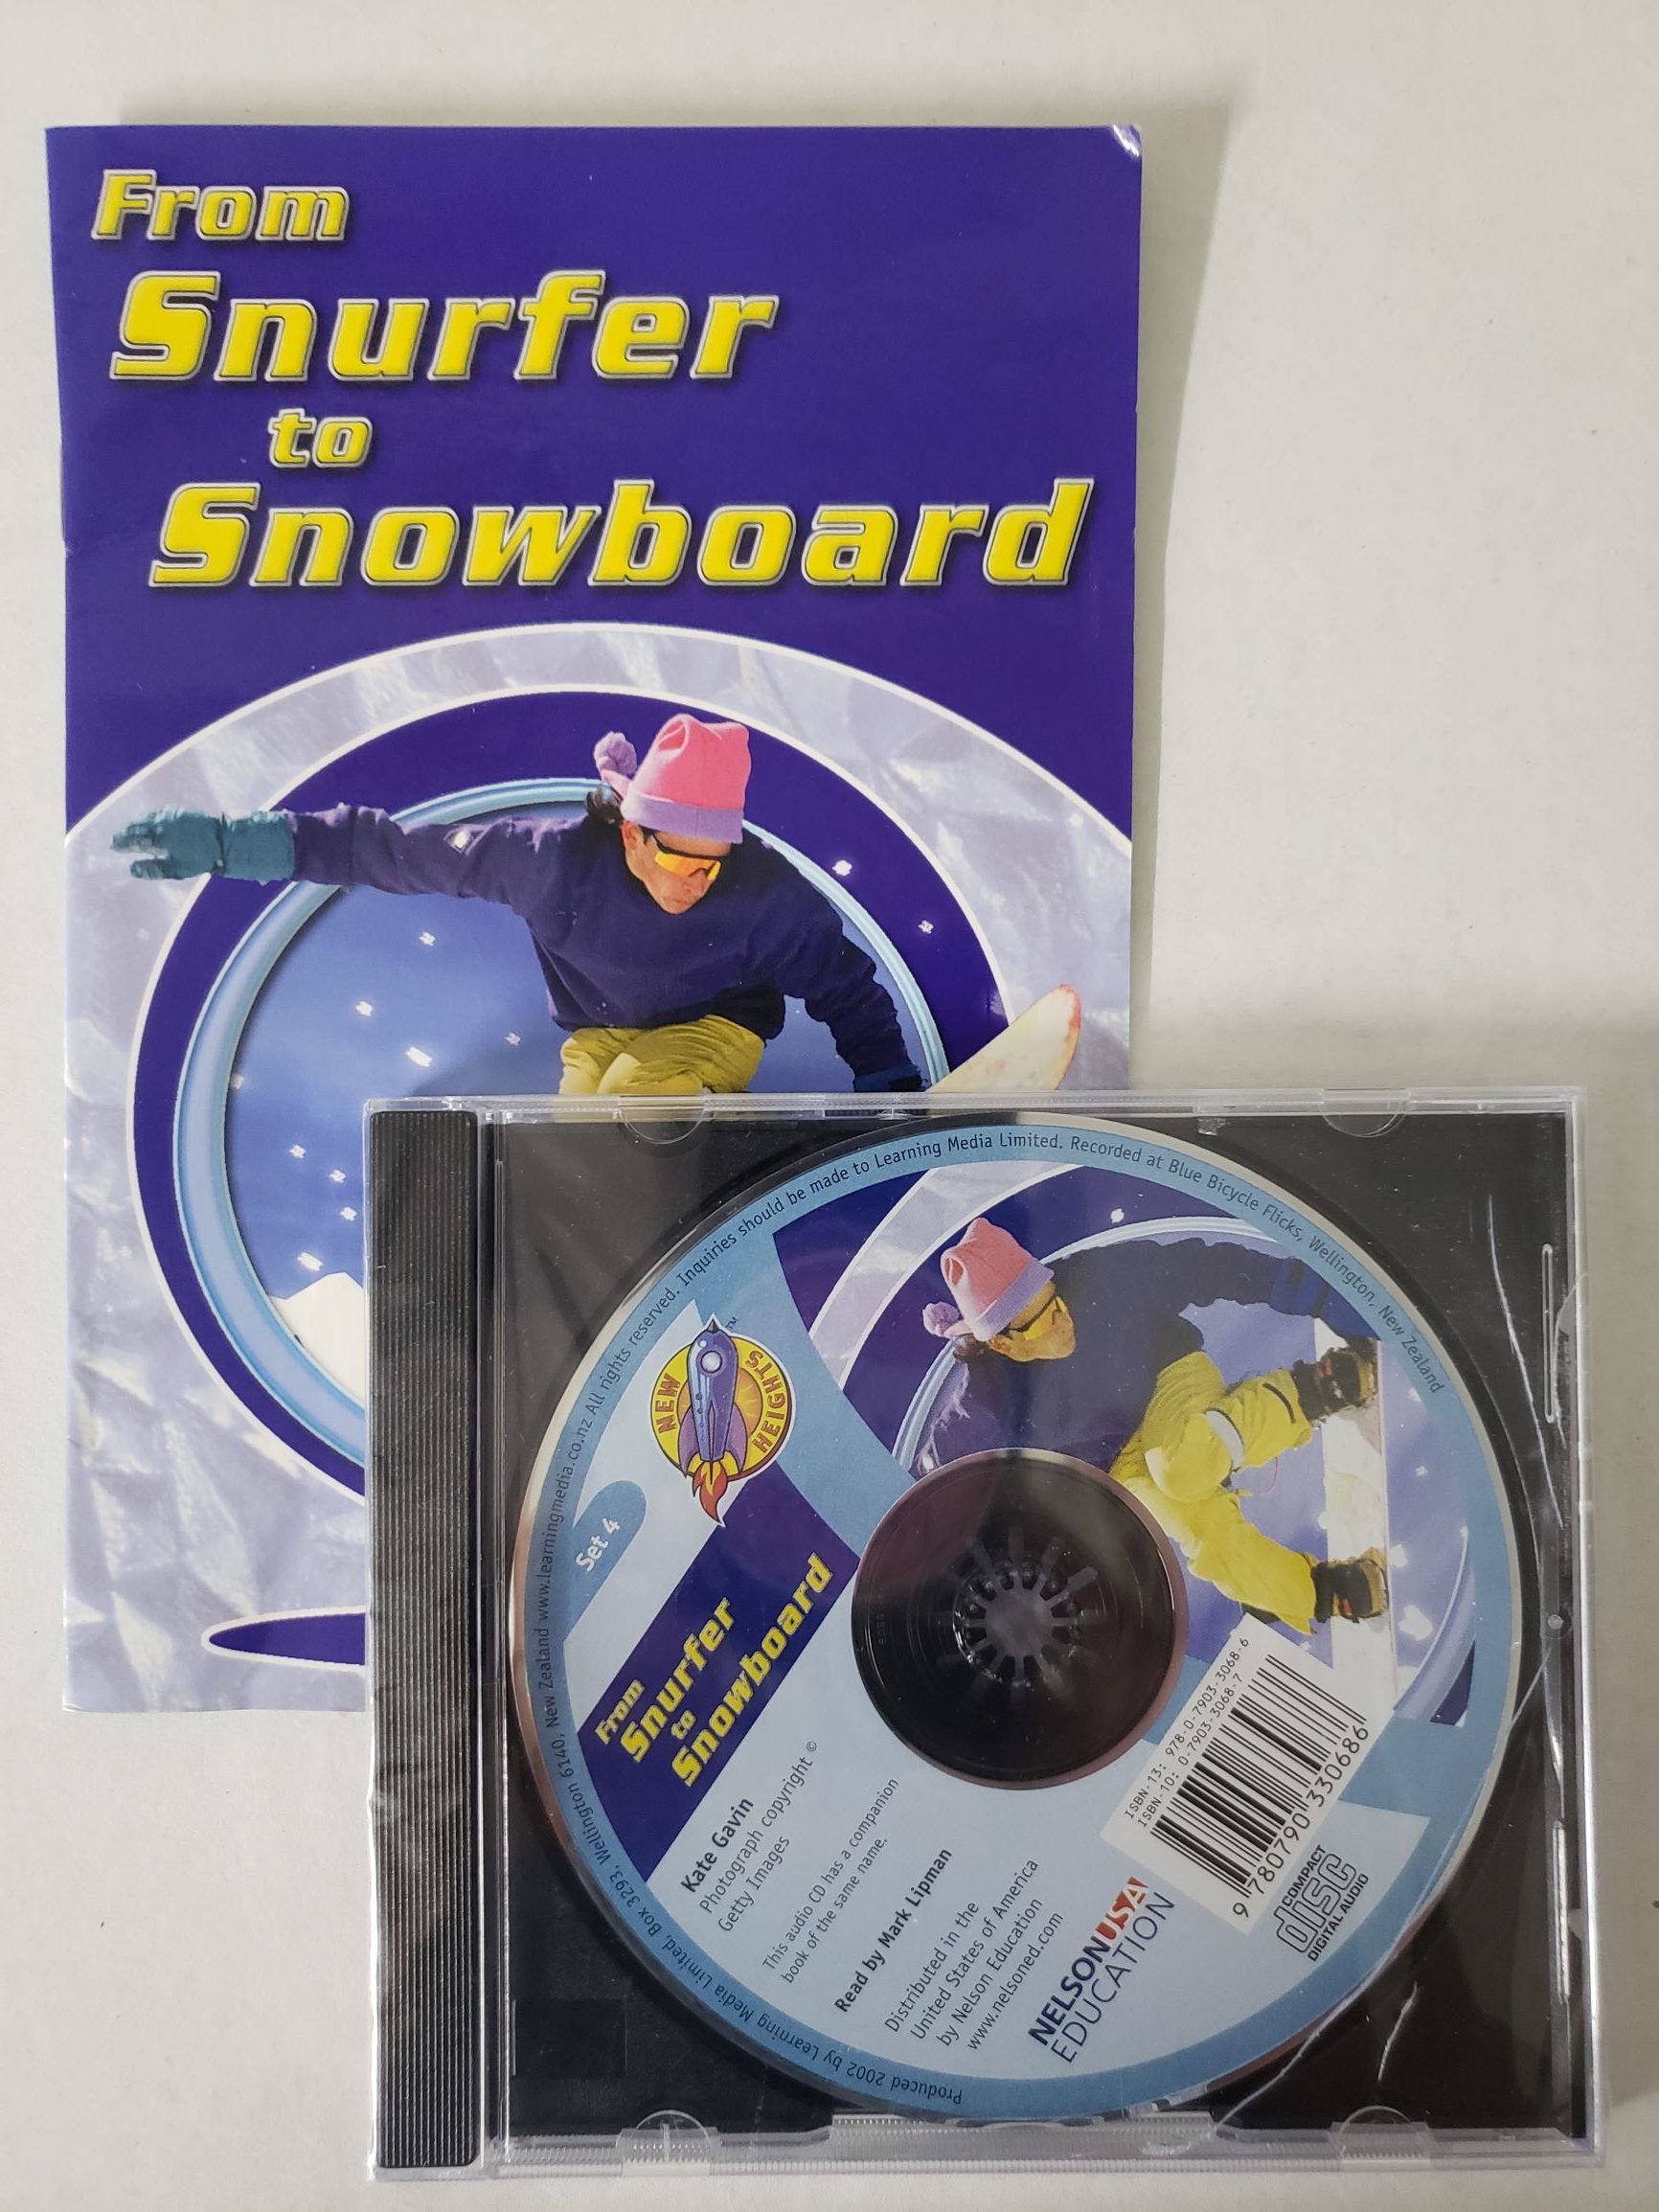 From
Snurfer
to
Snowboard
Produced 2002 by Learning Media Limited, Box 3293, Wellington 6140, New Zealand www.learningmedia.co.nz All rights reserved. Inquiries should be made to Learning Media Limited. Recorded at Blue Bicycle Flicks, Wellington, New Zealand
NEW HEIGHTS™
Set 4
From
Snurfer
to
Snowboard
Kate Gavin
Photograph copyright ©
Getty Images
This audio CD has a companion
book of the same name.
Read by Mark Lipman
Distributed in the
United States of America
by Nelson Education
www.nelsoned.com
NELSON USA
EDUCATION
ISBN-13: 978-0-7903-3068-6
ISBN-10: 0-7903-3068-7
9 780790 330686
COMPACT
disc
DIGITAL AUDIO